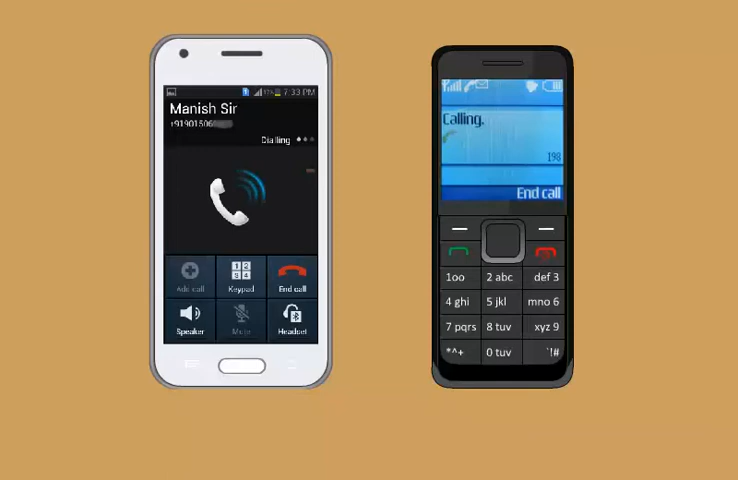 7:33 PM
Manish Sir
Dialling
Add call
Keypad
End call
Speaker
Mute
Headset
Calling.
198
End call
1oo
2 abc
def 3
4 ghi
5 jkl
mno 6
7 pqrs
8 tuv
xyz 9
*^+
0 tuv
`!#